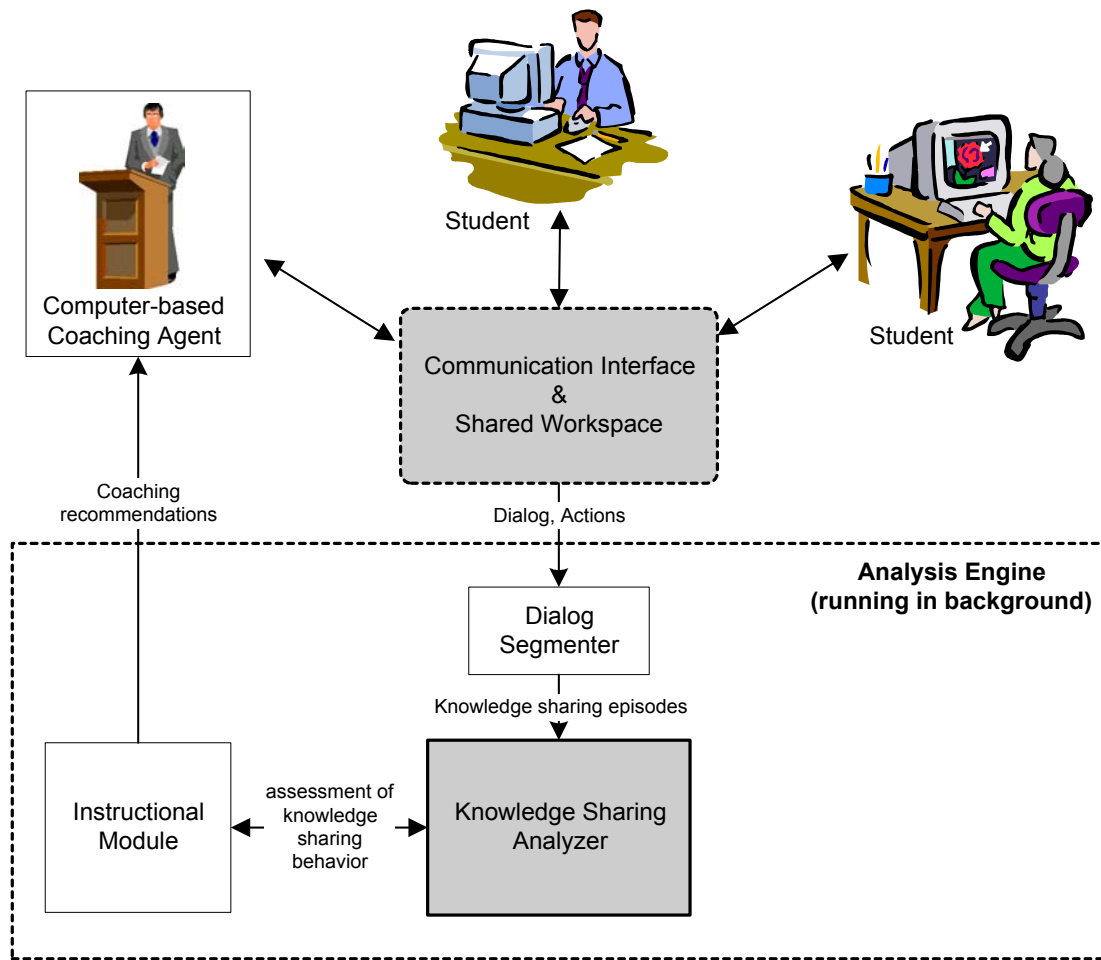 Student
Computer-based
Coaching Agent
Student
Communication Interface
&
Shared Workspace
Coaching
recommendations
Dialog, Actions
Analysis Engine
(running in background)
Dialog
Segmenter
Knowledge sharing episodes
Instructional
Module
assessment of
knowledge
sharing
behavior
Knowledge Sharing
Analyzer